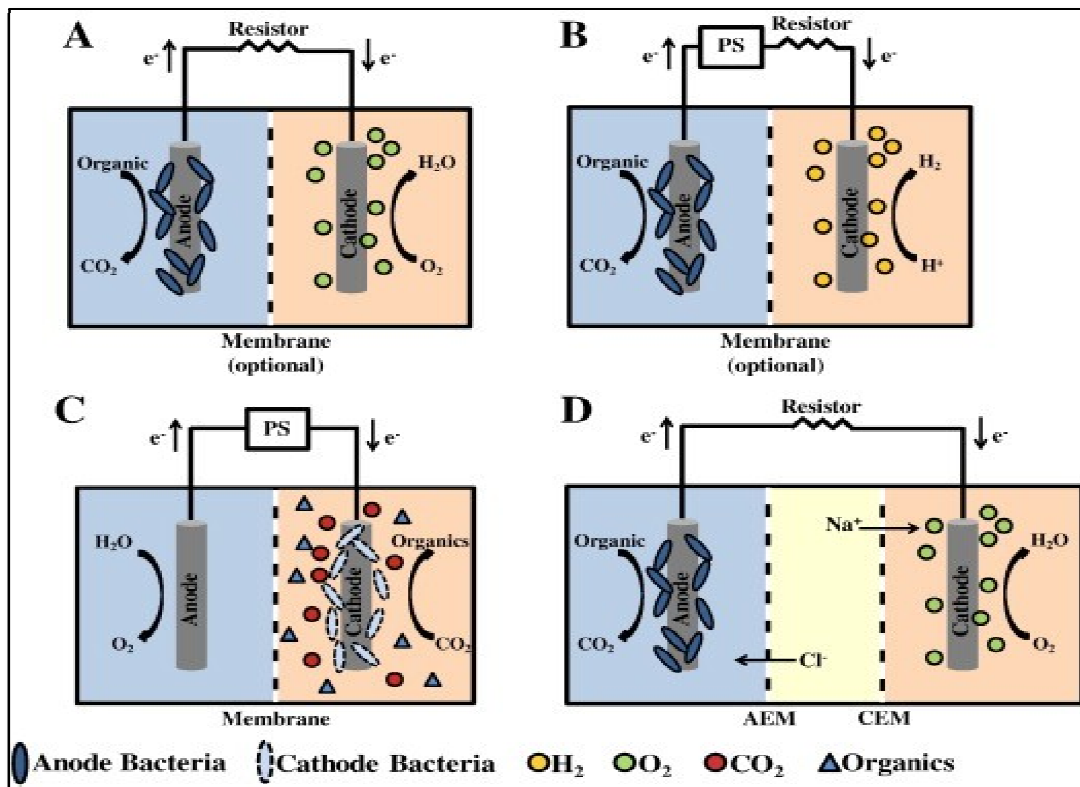 A
Resistor
e-
e-
Organic
CO2
Anode
Cathode
H2O
O2
Membrane
(optional)
B
PS
Resistor
e-
e-
Organic
CO2
Anode
Cathode
H2
H+
Membrane
(optional)
C
PS
e-
e-
H2O
O2
Anode
Cathode
Organics
CO2
Membrane
D
Resistor
e-
e-
Organic
CO2
Anode
Cl-
Na+
Cathode
H2O
O2
AEM
CEM
Anode Bacteria
Cathode Bacteria
H2
O2
CO2
Organics